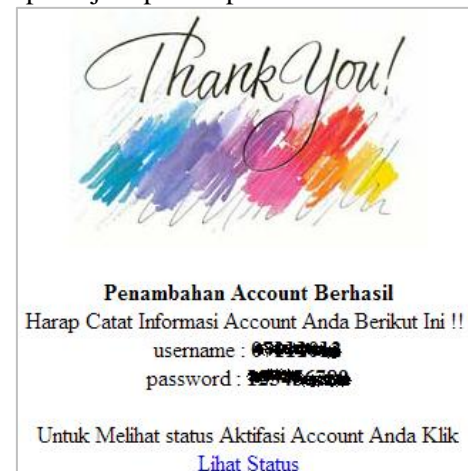 Thank You!
Penambahan Account Berhasil
Harap Catat Informasi Account Anda Berikut Ini !!
username :
password :
Untuk Melihat status Aktifasi Account Anda Klik
Lihat Status